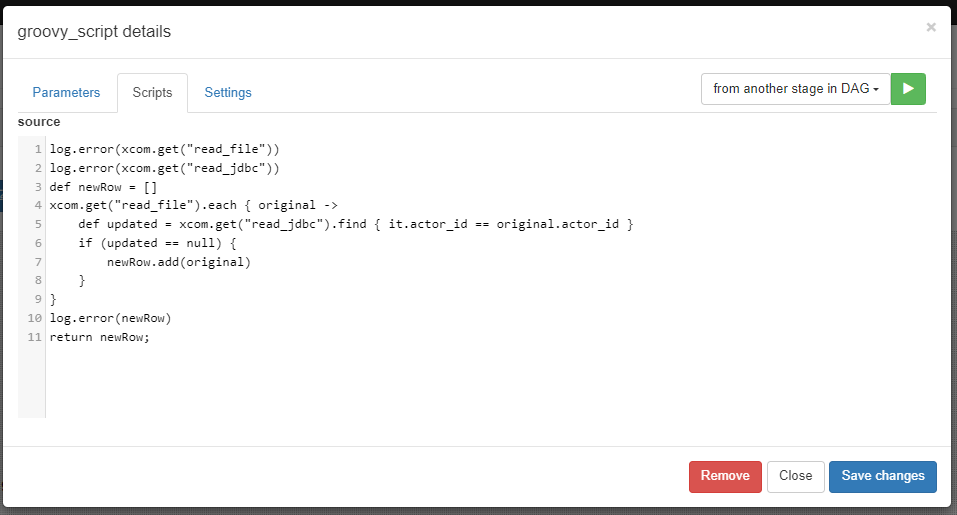 groovy_script details
×
Parameters Scripts Settings from another stage in DAG
source
1 log.error(xcom.get("read_file"))
2 log.error(xcom.get("read_jdbc"))
3 def newRow = []
4 xcom.get("read_file").each { original ->
5     def updated = xcom.get("read_jdbc").find { it.actor_id == original.actor_id }
6     if (updated == null) {
7         newRow.add(original)
8     }
9 }
10 log.error(newRow)
11 return newRow;
Remove Close Save changes